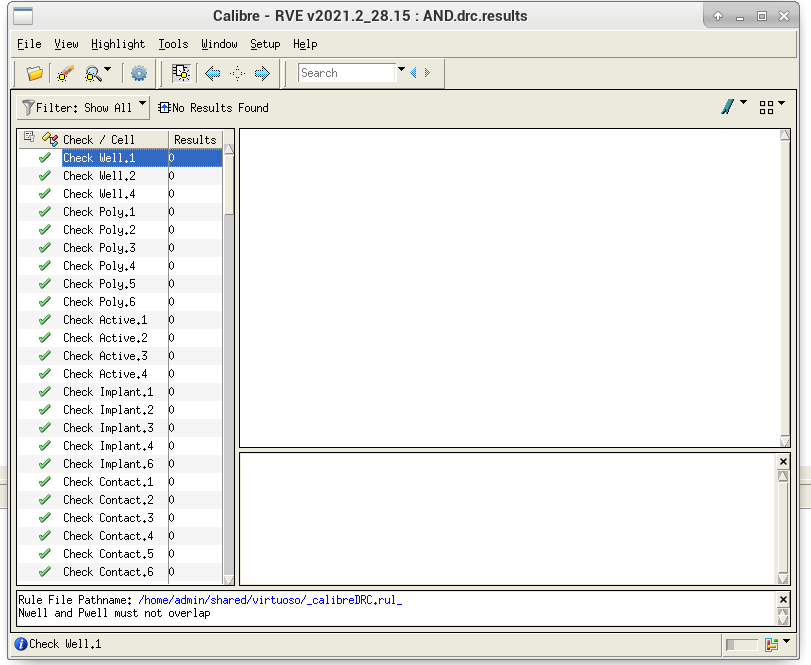 Calibre - RVE v2021.2_28.15 : AND.drc.results
File View Highlight Tools Window Setup Help
Search
Filter: Show All No Results Found
Check / Cell Results
Check Well.1 0
Check Well.2 0
Check Well.4 0
Check Poly.1 0
Check Poly.2 0
Check Poly.3 0
Check Poly.4 0
Check Poly.5 0
Check Poly.6 0
Check Active.1 0
Check Active.2 0
Check Active.3 0
Check Active.4 0
Check Implant.1 0
Check Implant.2 0
Check Implant.3 0
Check Implant.4 0
Check Implant.6 0
Check Contact.1 0
Check Contact.2 0
Check Contact.3 0
Check Contact.4 0
Check Contact.5 0
Check Contact.6 0
Rule File Pathname: /home/admin/shared/virtuoso/_calibreDRC.rul_
Nwell and Pwell must not overlap
Check Well.1